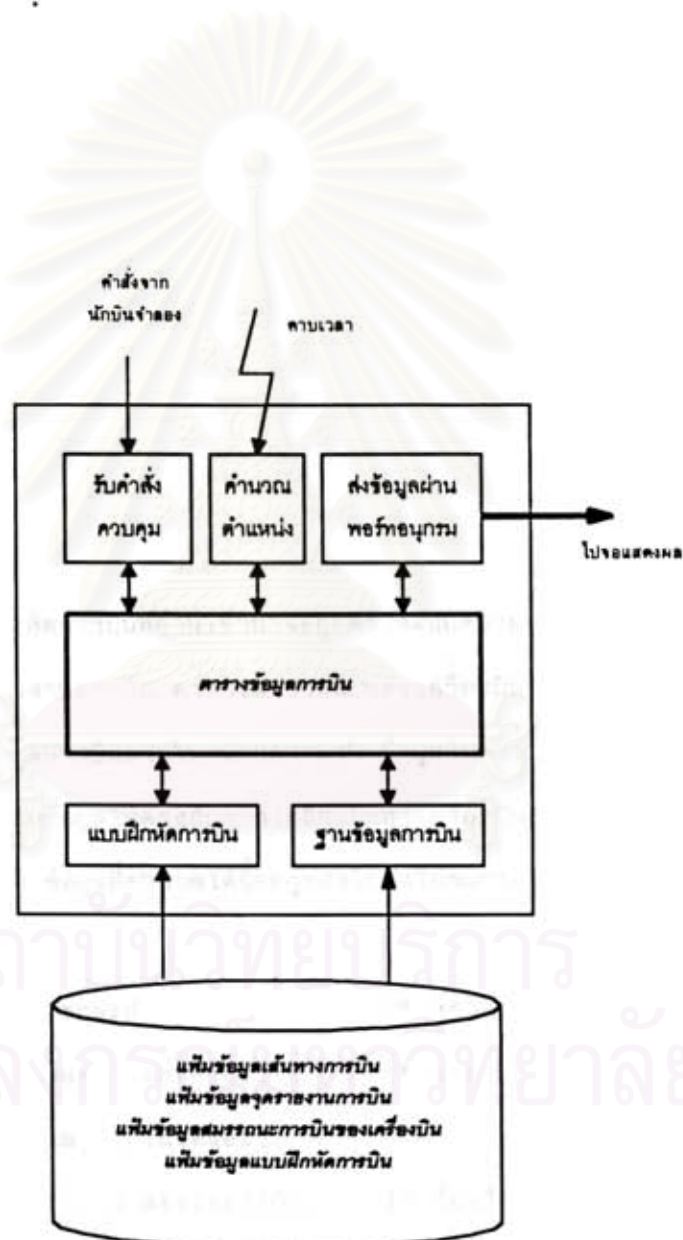 คำสั่งจาก
นักบินจำลอง
คาบเวลา
รับคำสั่ง
ควบคุม
คำนวณ
ตำแหน่ง
ส่งข้อมูลผ่าน
พอร์ทอนุกรม
ไปจอแสดงผล
ตารางข้อมูลการบิน
แบบฝึกหัดการบิน
ฐานข้อมูลการบิน
แฟ้มข้อมูลเส้นทางการบิน
แฟ้มข้อมูลจุดรายงานการบิน
แฟ้มข้อมูลสมรรถนะการบินของเครื่องบิน
แฟ้มข้อมูลแบบฝึกหัดการบิน